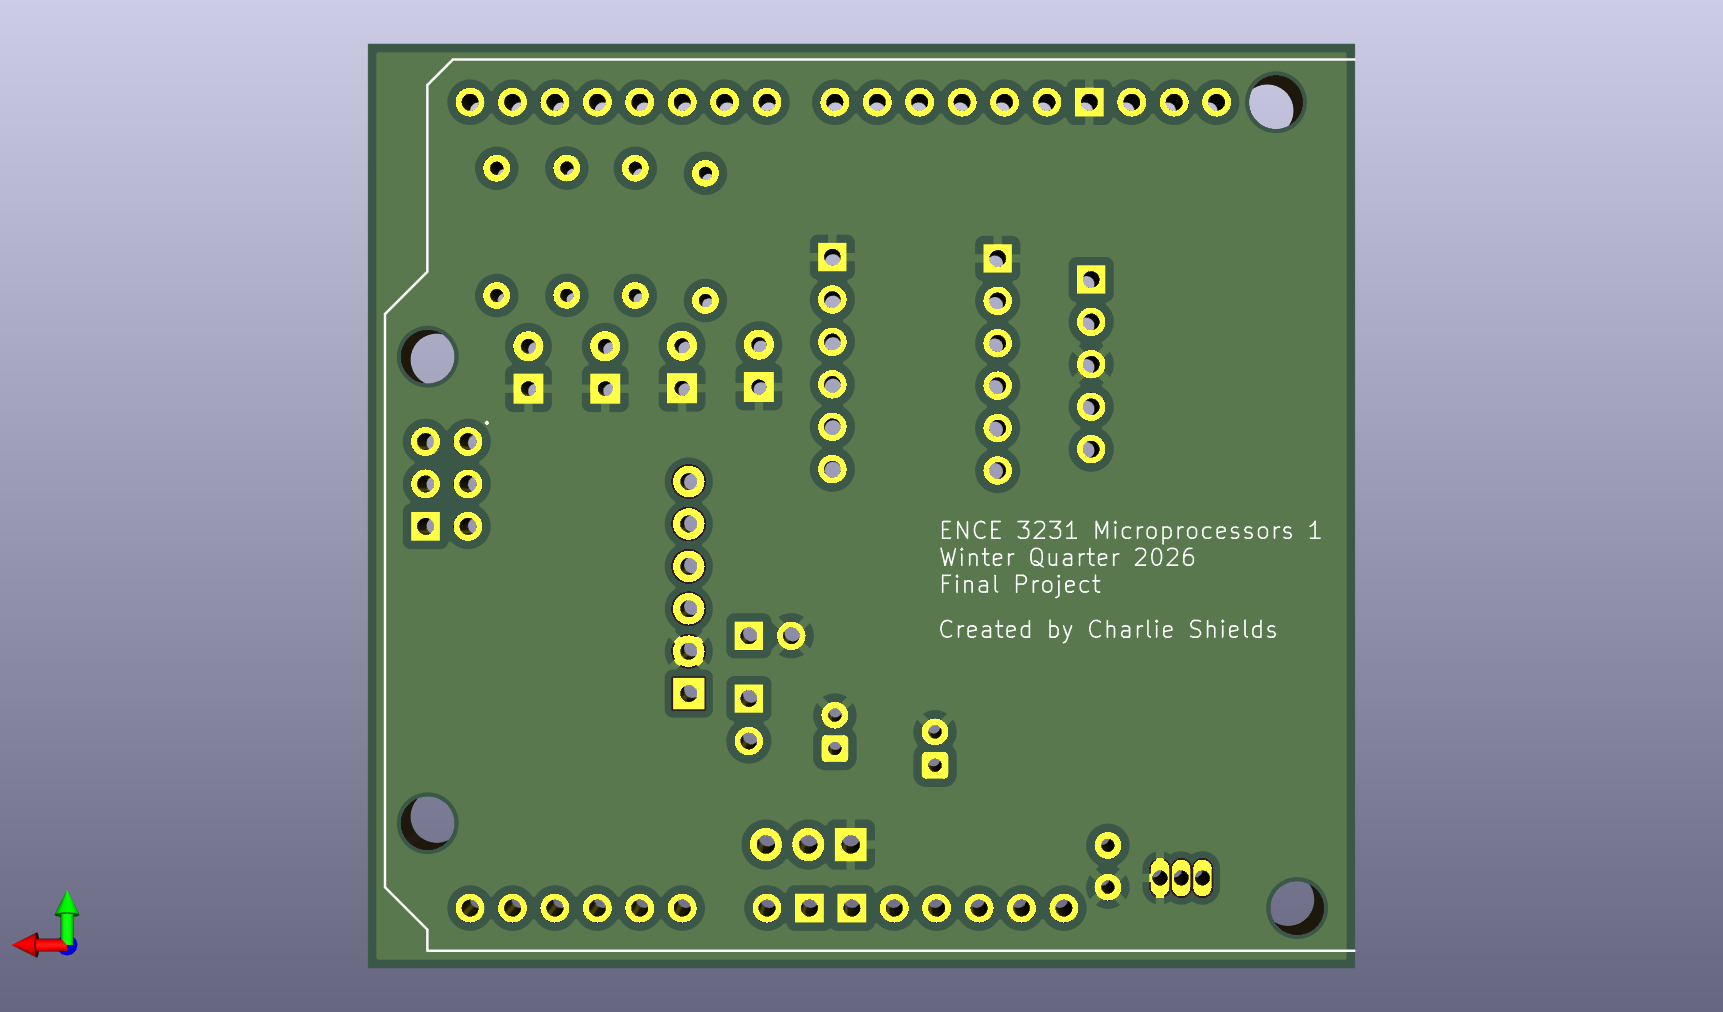 ENCE 3231 Microprocessors 1
Winter Quarter 2026
Final Project
Created by Charlie Shields